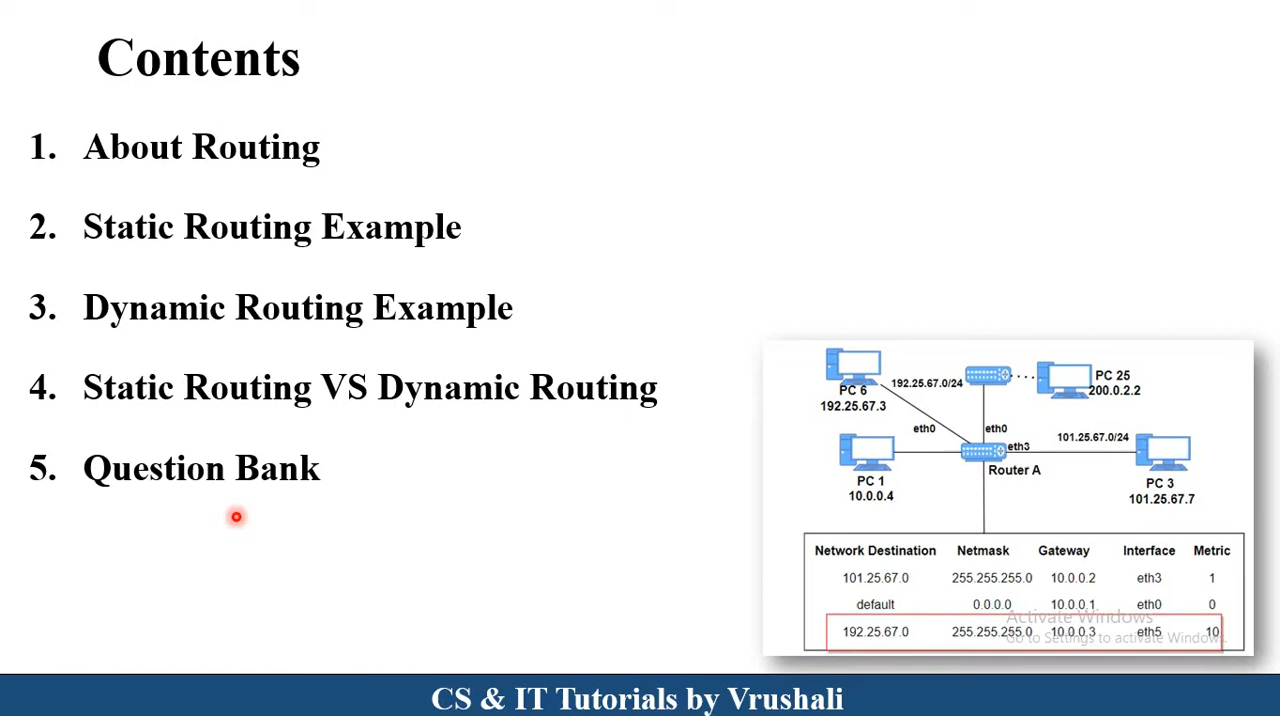 Contents
1. About Routing
2. Static Routing Example
3. Dynamic Routing Example
4. Static Routing VS Dynamic Routing
5. Question Bank
PC 6
192.25.67.3
192.25.67.0/24
PC 25
200.0.2.2
eth0
eth0
eth3
101.25.67.0/24
Router A
PC 1
10.0.0.4
PC 3
101.25.67.7
Network Destination Netmask Gateway Interface Metric
101.25.67.0 255.255.255.0 10.0.0.2 eth3 1
default 0.0.0.0 10.0.0.1 eth0 0
192.25.67.0 255.255.255.0 10.0.0.3 eth5 10
Activate Windows
Go to Settings to activate Windows.
CS & IT Tutorials by Vrushali